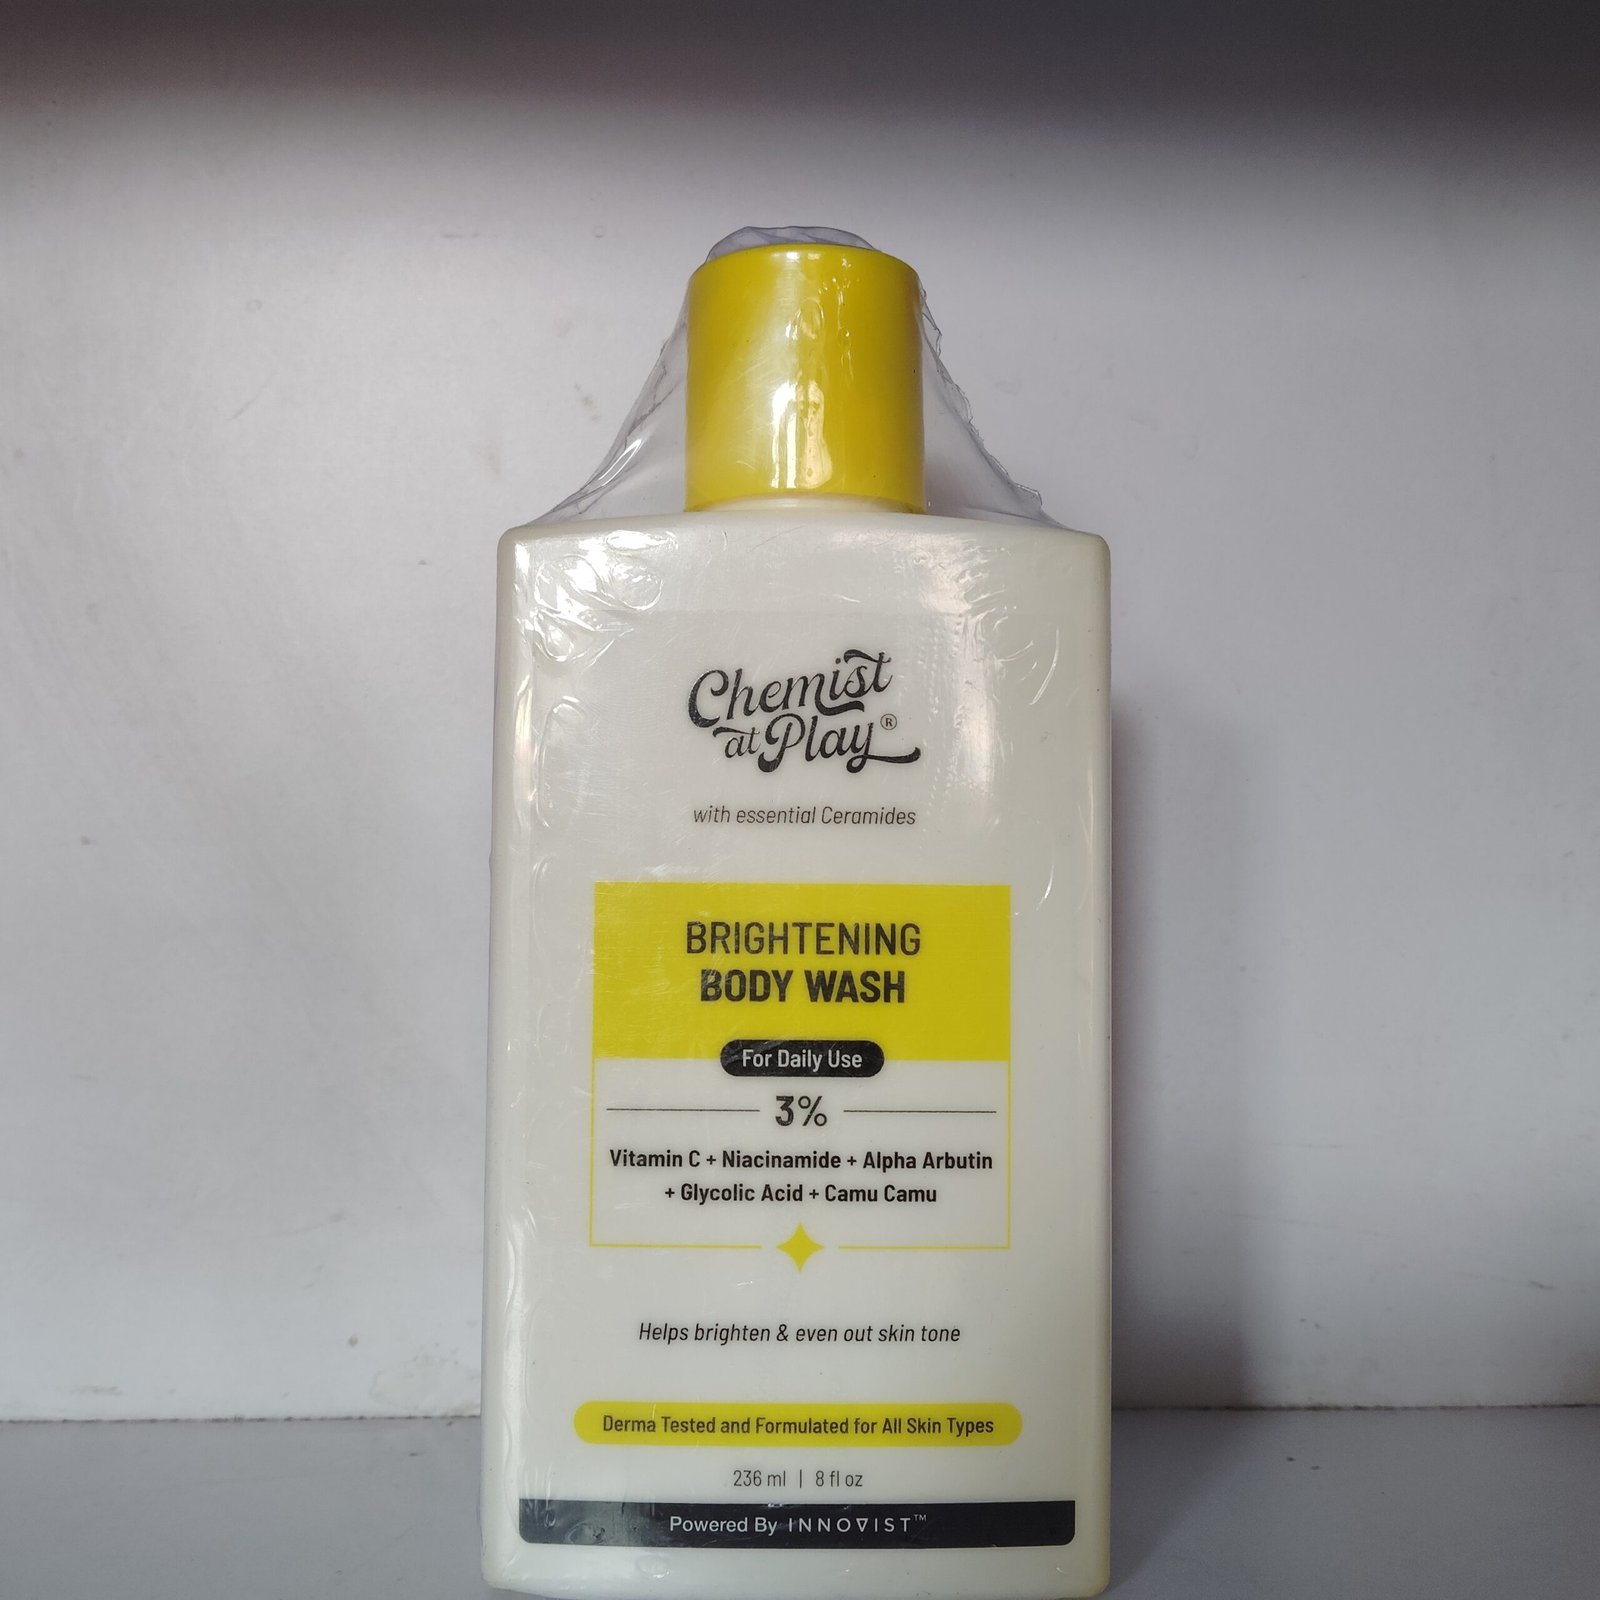 Chemist
at Play®
with essential Ceramides
BRIGHTENING
BODY WASH
For Daily Use
3%
Vitamin C + Niacinamide + Alpha Arbutin
+ Glycolic Acid + Camu Camu
Helps brighten & even out skin tone
Derma Tested and Formulated for All Skin Types
236 ml | 8 fl oz
Powered By INNOVIST™